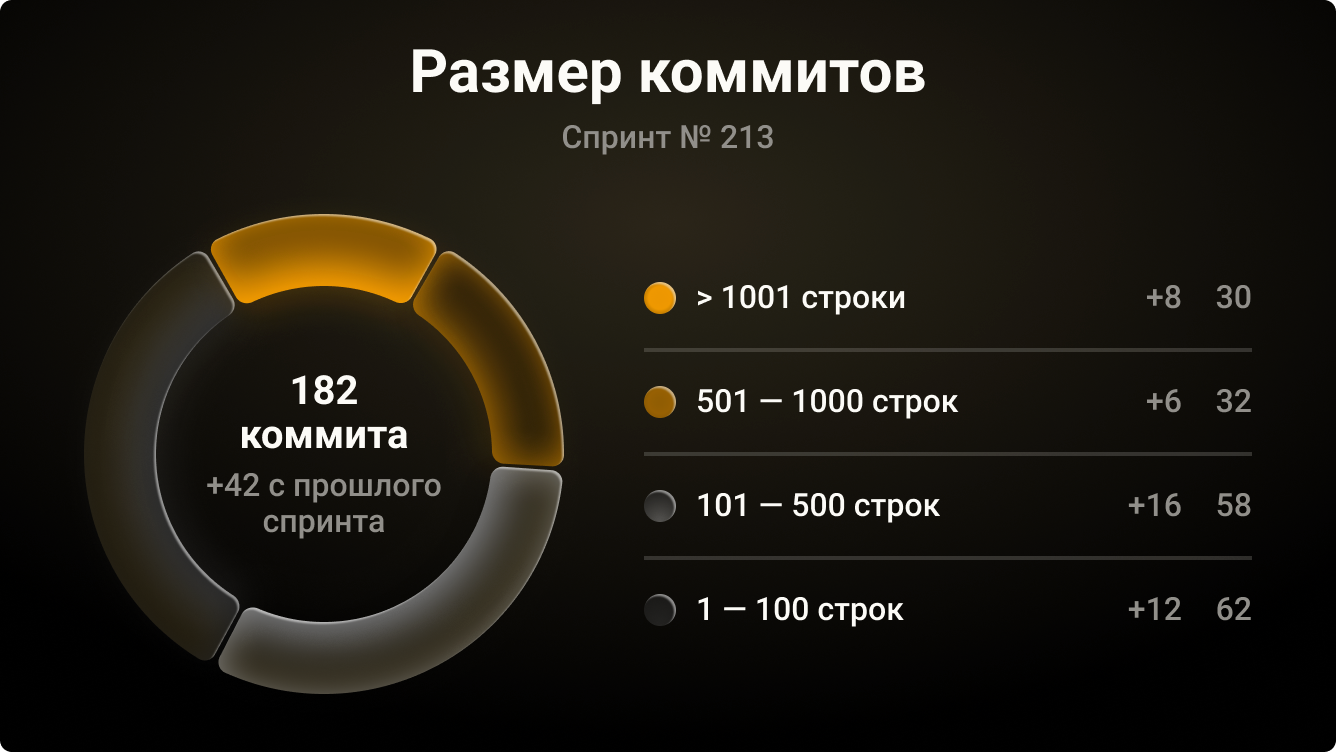 Размер коммитов
Спринт № 213
182
коммита
+42 с прошлого
спринта
> 1001 строки +8 30
501 — 1000 строк +6 32
101 — 500 строк +16 58
1 — 100 строк +12 62